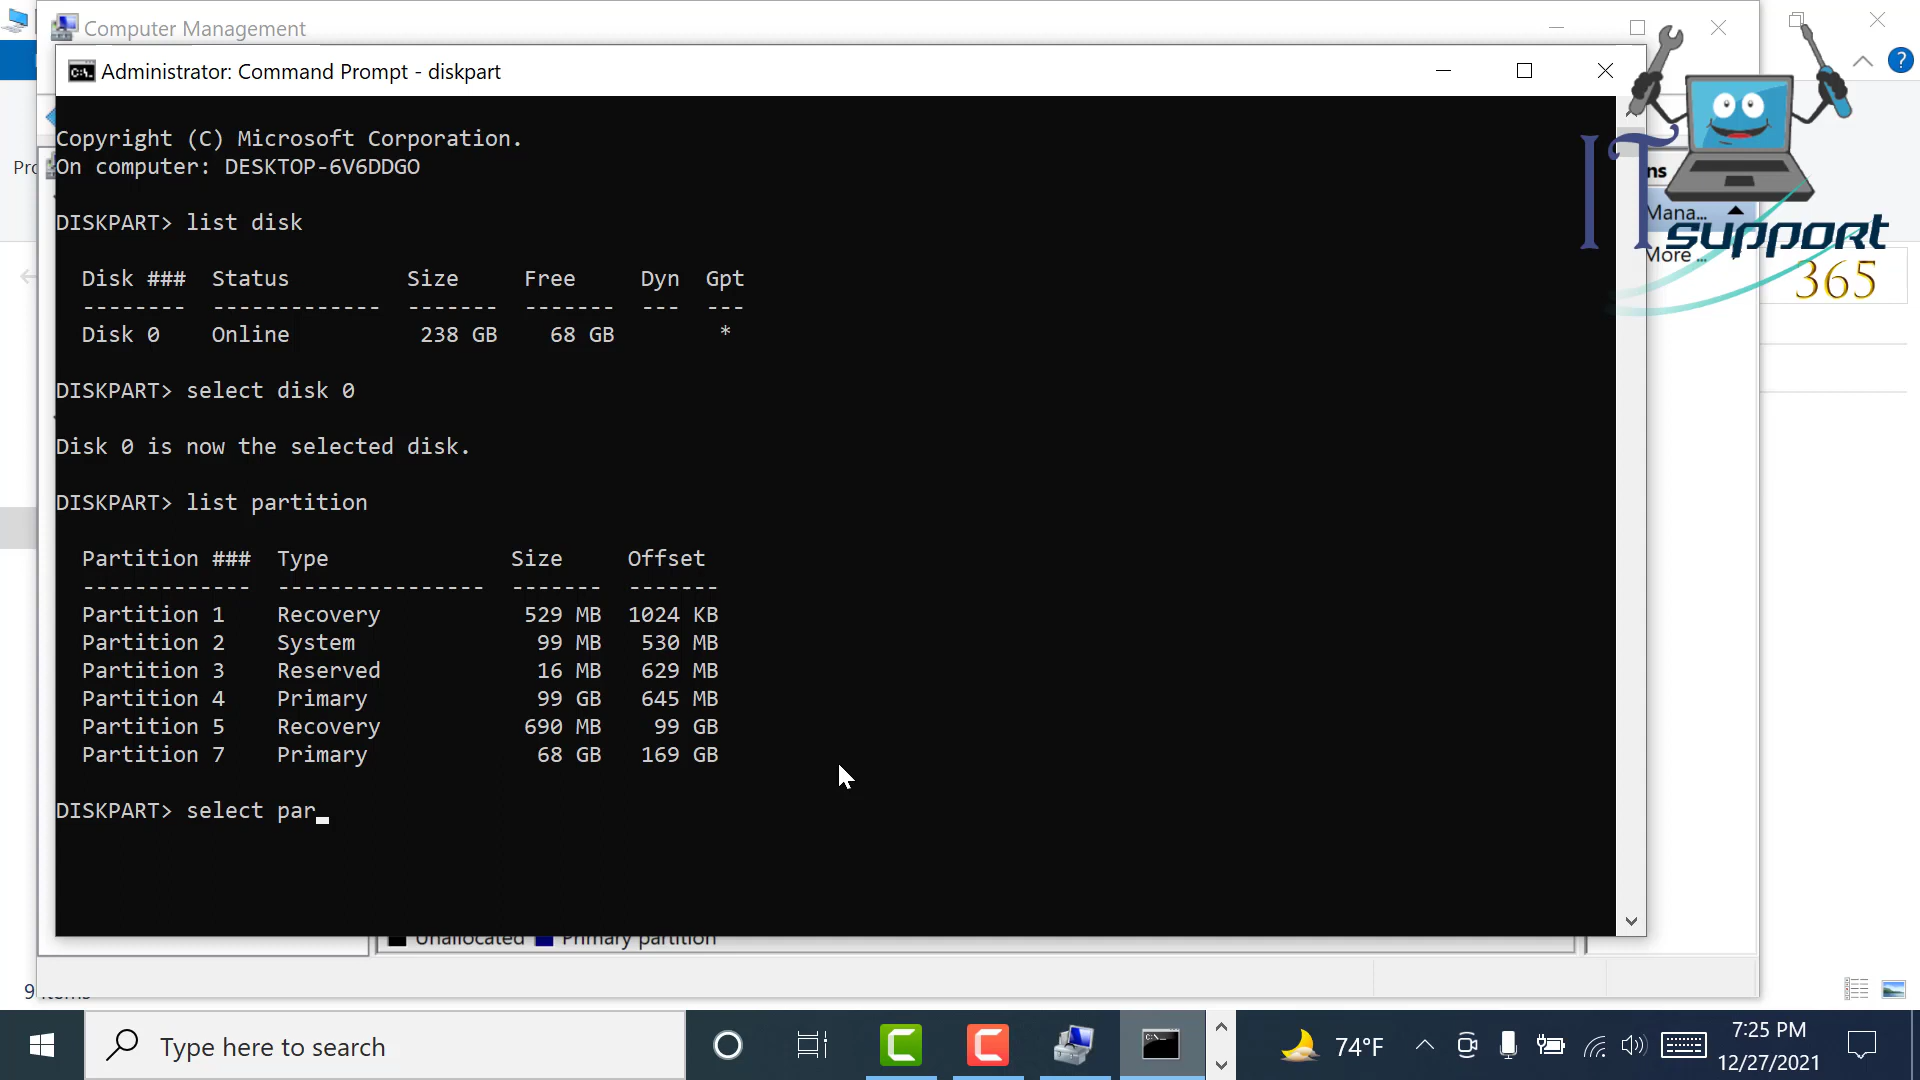 Computer Management
Administrator: Command Prompt - diskpart
Copyright (C) Microsoft Corporation.
On computer: DESKTOP-6V6DDGO
DISKPART> list disk
Disk ### Status Size Free Dyn Gpt
-------- ------------- ------- ------- --- ---
Disk 0 Online 238 GB 68 GB *
DISKPART> select disk 0
Disk 0 is now the selected disk.
DISKPART> list partition
Partition ### Type Size Offset
------------- ---------------- ------- -------
Partition 1 Recovery 529 MB 1024 KB
Partition 2 System 99 MB 530 MB
Partition 3 Reserved 16 MB 629 MB
Partition 4 Primary 99 GB 645 MB
Partition 5 Recovery 690 MB 99 GB
Partition 7 Primary 68 GB 169 GB
DISKPART> select par
Unallocated Primary partition
Mana...
More ...
IT
support
365
Type here to search
74°F
7:25 PM
12/27/2021